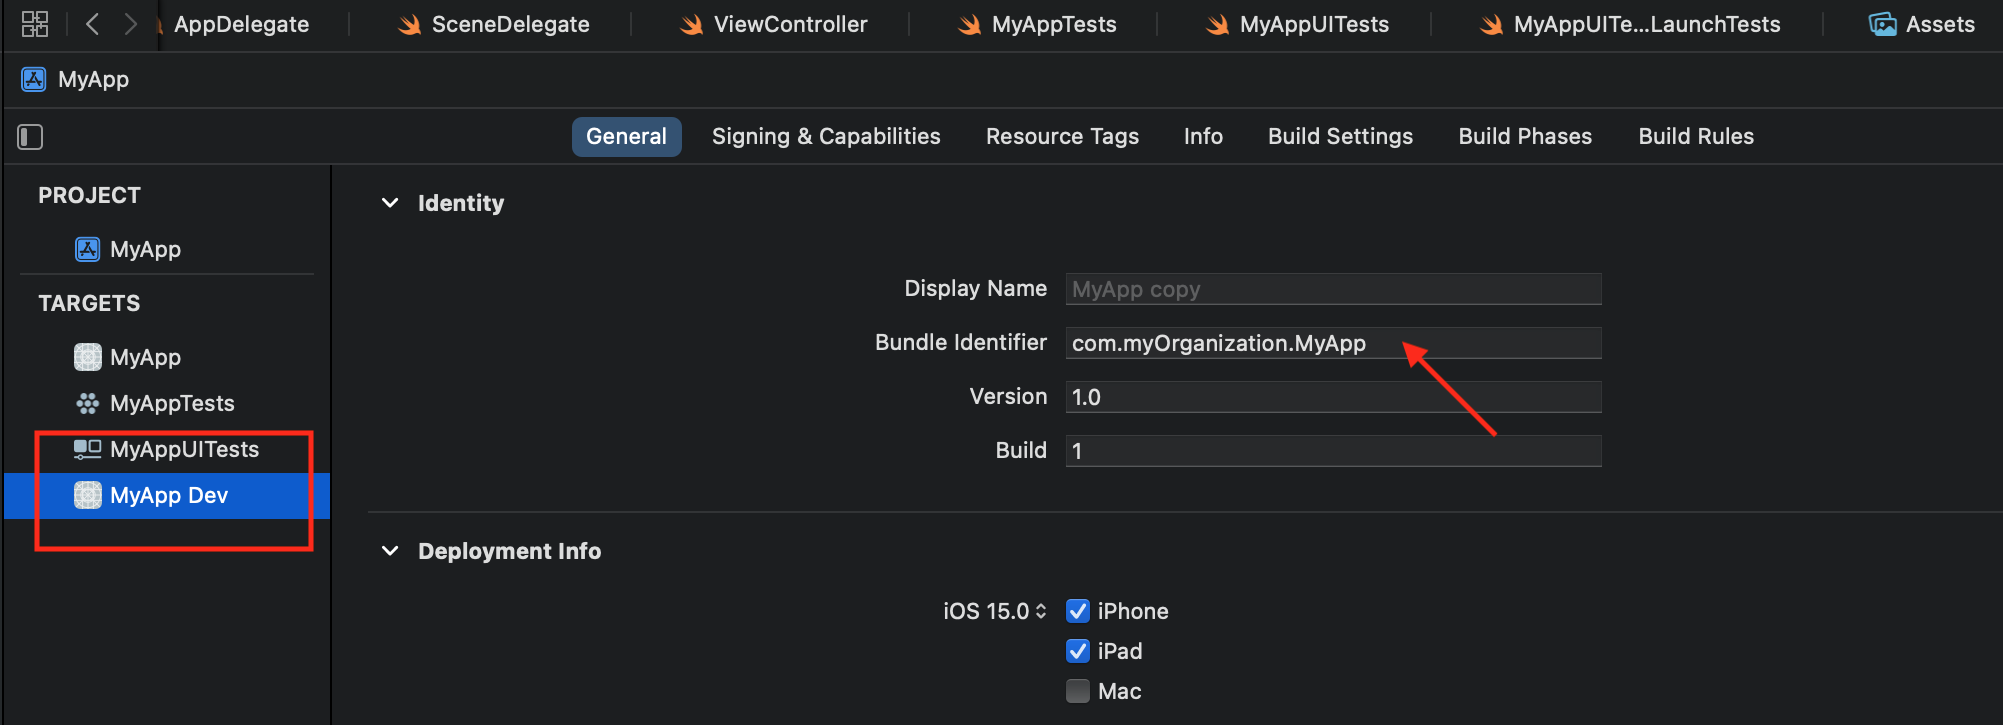 AppDelegate SceneDelegate ViewController MyAppTests MyAppUITests MyAppUITe...LaunchTests Assets
MyApp
General Signing & Capabilities Resource Tags Info Build Settings Build Phases Build Rules
PROJECT
MyApp
TARGETS
MyApp
MyAppTests
MyAppUITests
MyApp Dev
Identity
Display Name MyApp copy
Bundle Identifier com.myOrganization.MyApp
Version 1.0
Build 1
Deployment Info
iOS 15.0 iPhone
iPad
Mac